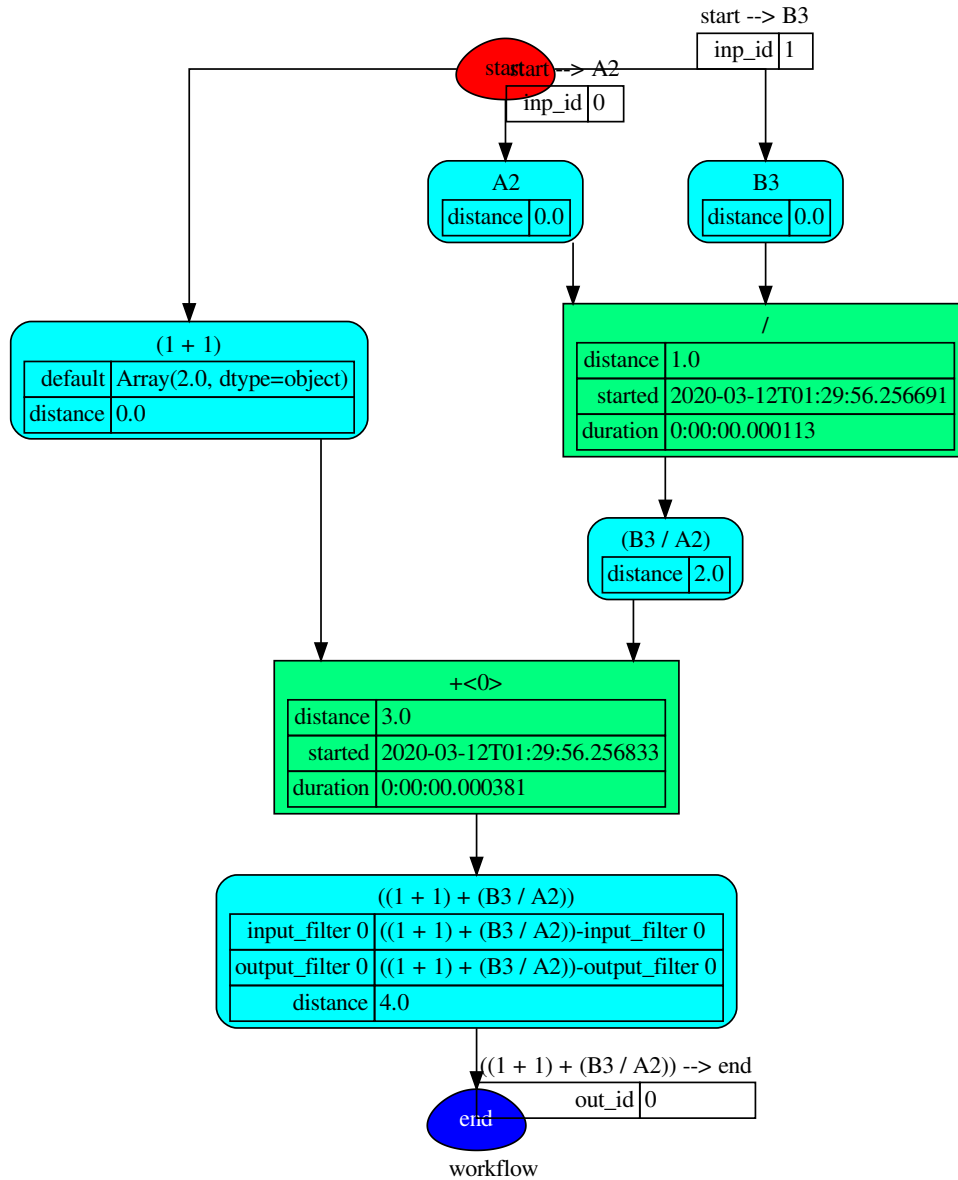 start --> B3
inp_id 1
start
start --> A2
inp_id 0
A2
distance 0.0
B3
distance 0.0
(1 + 1)
default Array(2.0, dtype=object)
distance 0.0
/
distance 1.0
started 2020-03-12T01:29:56.256691
duration 0:00:00.000113
(B3 / A2)
distance 2.0
+<0>
distance 3.0
started 2020-03-12T01:29:56.256833
duration 0:00:00.000381
((1 + 1) + (B3 / A2))
input_filter 0 ((1 + 1) + (B3 / A2))-input_filter 0
output_filter 0 ((1 + 1) + (B3 / A2))-output_filter 0
distance 4.0
((1 + 1) + (B3 / A2)) --> end
out_id 0
end
workflow